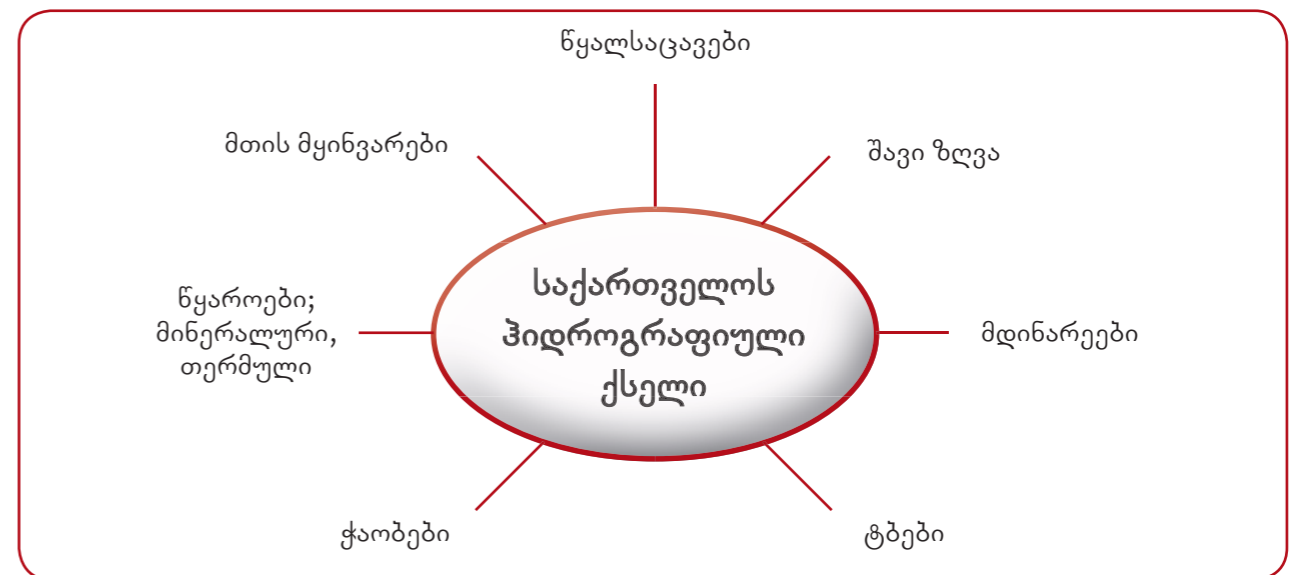 წყალსაცავები
მთის მყინვარები
შავი ზღვა
საქართველოს
ჰიდროგრაფიული
ქსელი
წყაროები;
მინერალური,
თერმული
მდინარეები
ჭაობები
ტბები